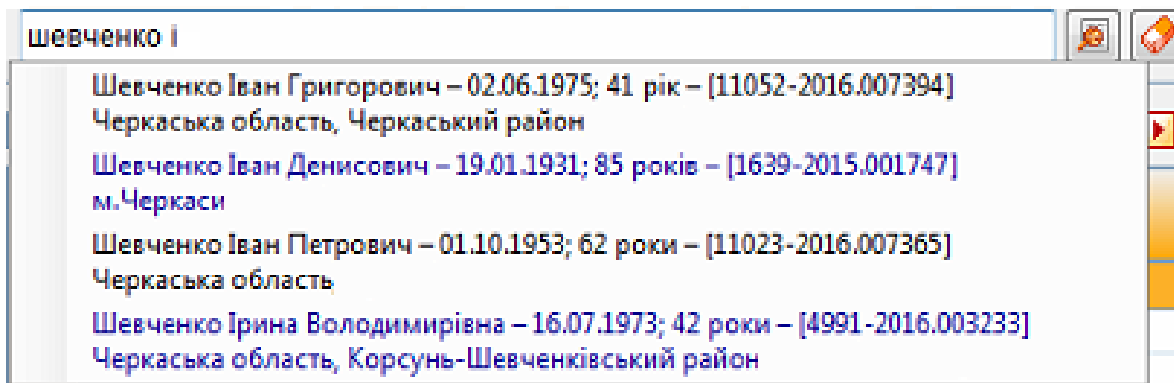 шевченко і
Шевченко Іван Григорович – 02.06.1975; 41 рік – [11052-2016.007394]
Черкаська область, Черкаський район
Шевченко Іван Денисович – 19.01.1931; 85 років – [1639-2015.001747]
м.Черкаси
Шевченко Іван Петрович – 01.10.1953; 62 роки – [11023-2016.007365]
Черкаська область
Шевченко Ірина Володимирівна – 16.07.1973; 42 роки – [4991-2016.003233]
Черкаська область, Корсунь-Шевченківський район